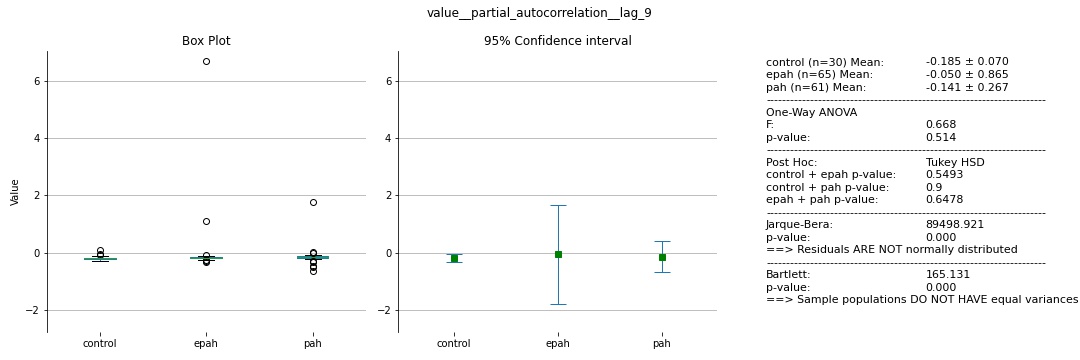 value__partial_autocorrelation__lag_9
Box Plot
Value
6
4
2
0
−2
control epah pah
95% Confidence interval
6
4
2
0
−2
control epah pah
control (n=30) Mean: -0.185 ± 0.070
epah (n=65) Mean: -0.050 ± 0.865
pah (n=61) Mean: -0.141 ± 0.267
One-Way ANOVA
F: 0.668
p-value: 0.514
Post Hoc: Tukey HSD
control + epah p-value: 0.5493
control + pah p-value: 0.9
epah + pah p-value: 0.6478
Jarque-Bera: 89498.921
p-value: 0.000
==> Residuals ARE NOT normally distributed
Bartlett: 165.131
p-value: 0.000
==> Sample populations DO NOT HAVE equal variances